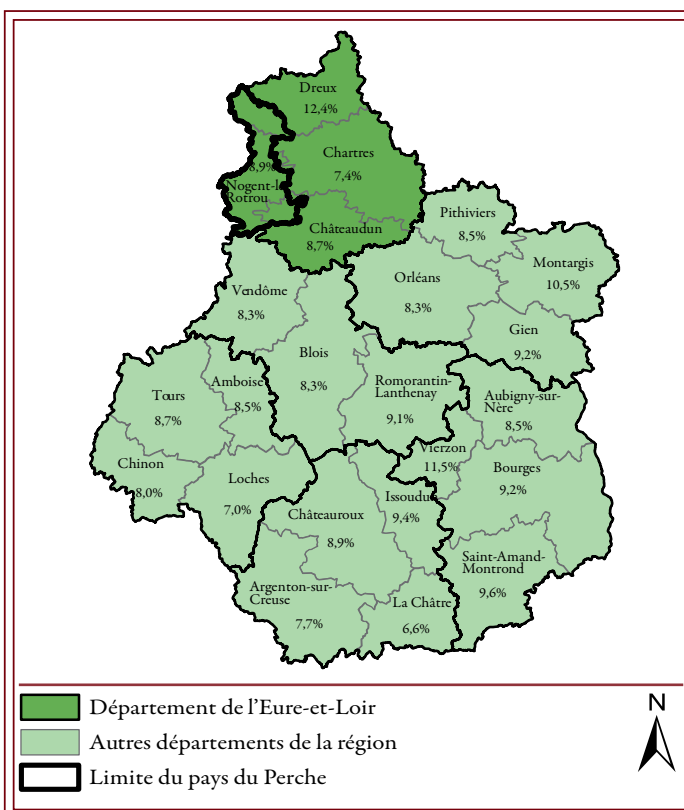 Dreux
12,4%
Chartres
7,4%
8,9%
Nogent-le
Rotrou
Châteaudun
8,7%
Pithiviers
8,5%
Montargis
10,5%
Orléans
8,3%
Vendôme
8,3%
Gien
9,2%
Blois
8,3%
Romorantin-
Lanthenay
9,1%
Amboise
8,5%
Tours
8,7%
Aubigny-sur-
Nère
8,5%
Vierzon
11,5%
Bourges
9,2%
Chinon
8,0%
Loches
7,0%
Issoudun
9,4%
Châteauroux
8,9%
Saint-Amand-
Montrond
9,6%
Argenton-sur-
Creuse
7,7%
La Châtre
6,6%
Département de l'Eure-et-Loir
Autres départements de la région
Limite du pays du Perche
N